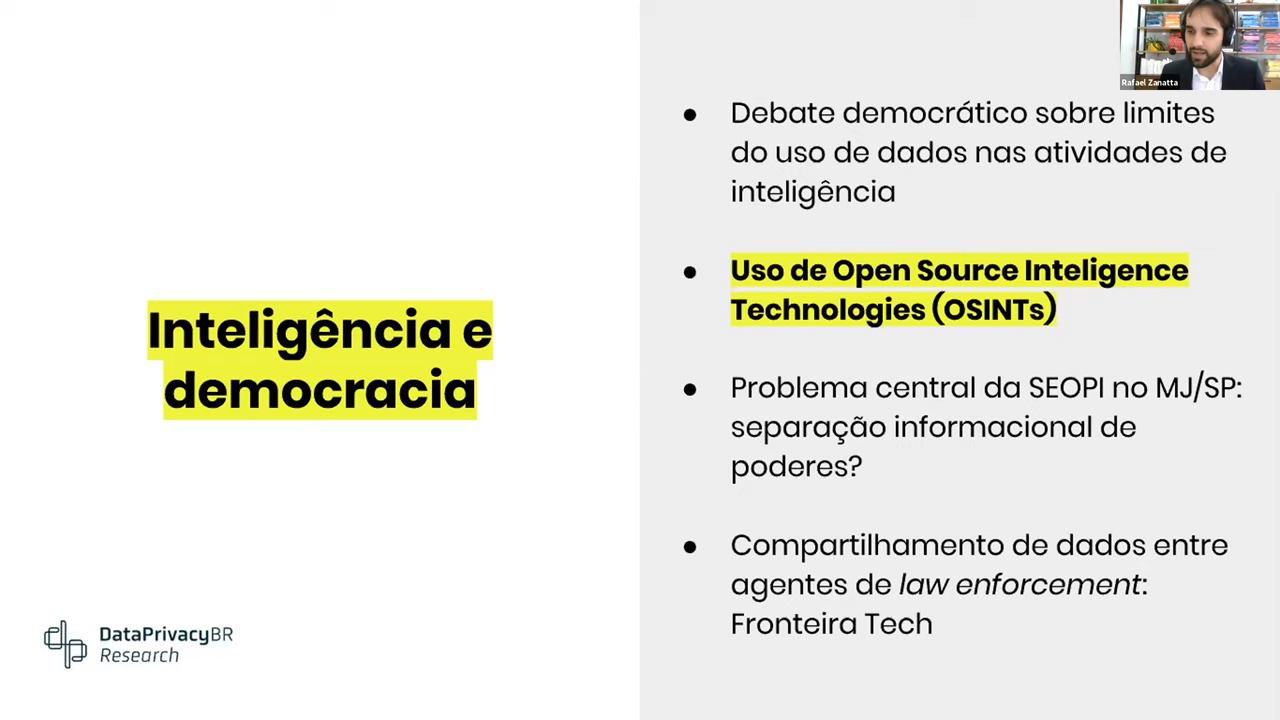 Inteligência e
democracia
DataPrivacyBR
Research
Rafael Zanatta
● Debate democrático sobre limites
do uso de dados nas atividades de
inteligência
● Uso de Open Source Inteligence
Technologies (OSINTs)
● Problema central da SEOPI no MJ/SP:
separação informacional de
poderes?
● Compartilhamento de dados entre
agentes de law enforcement:
Fronteira Tech